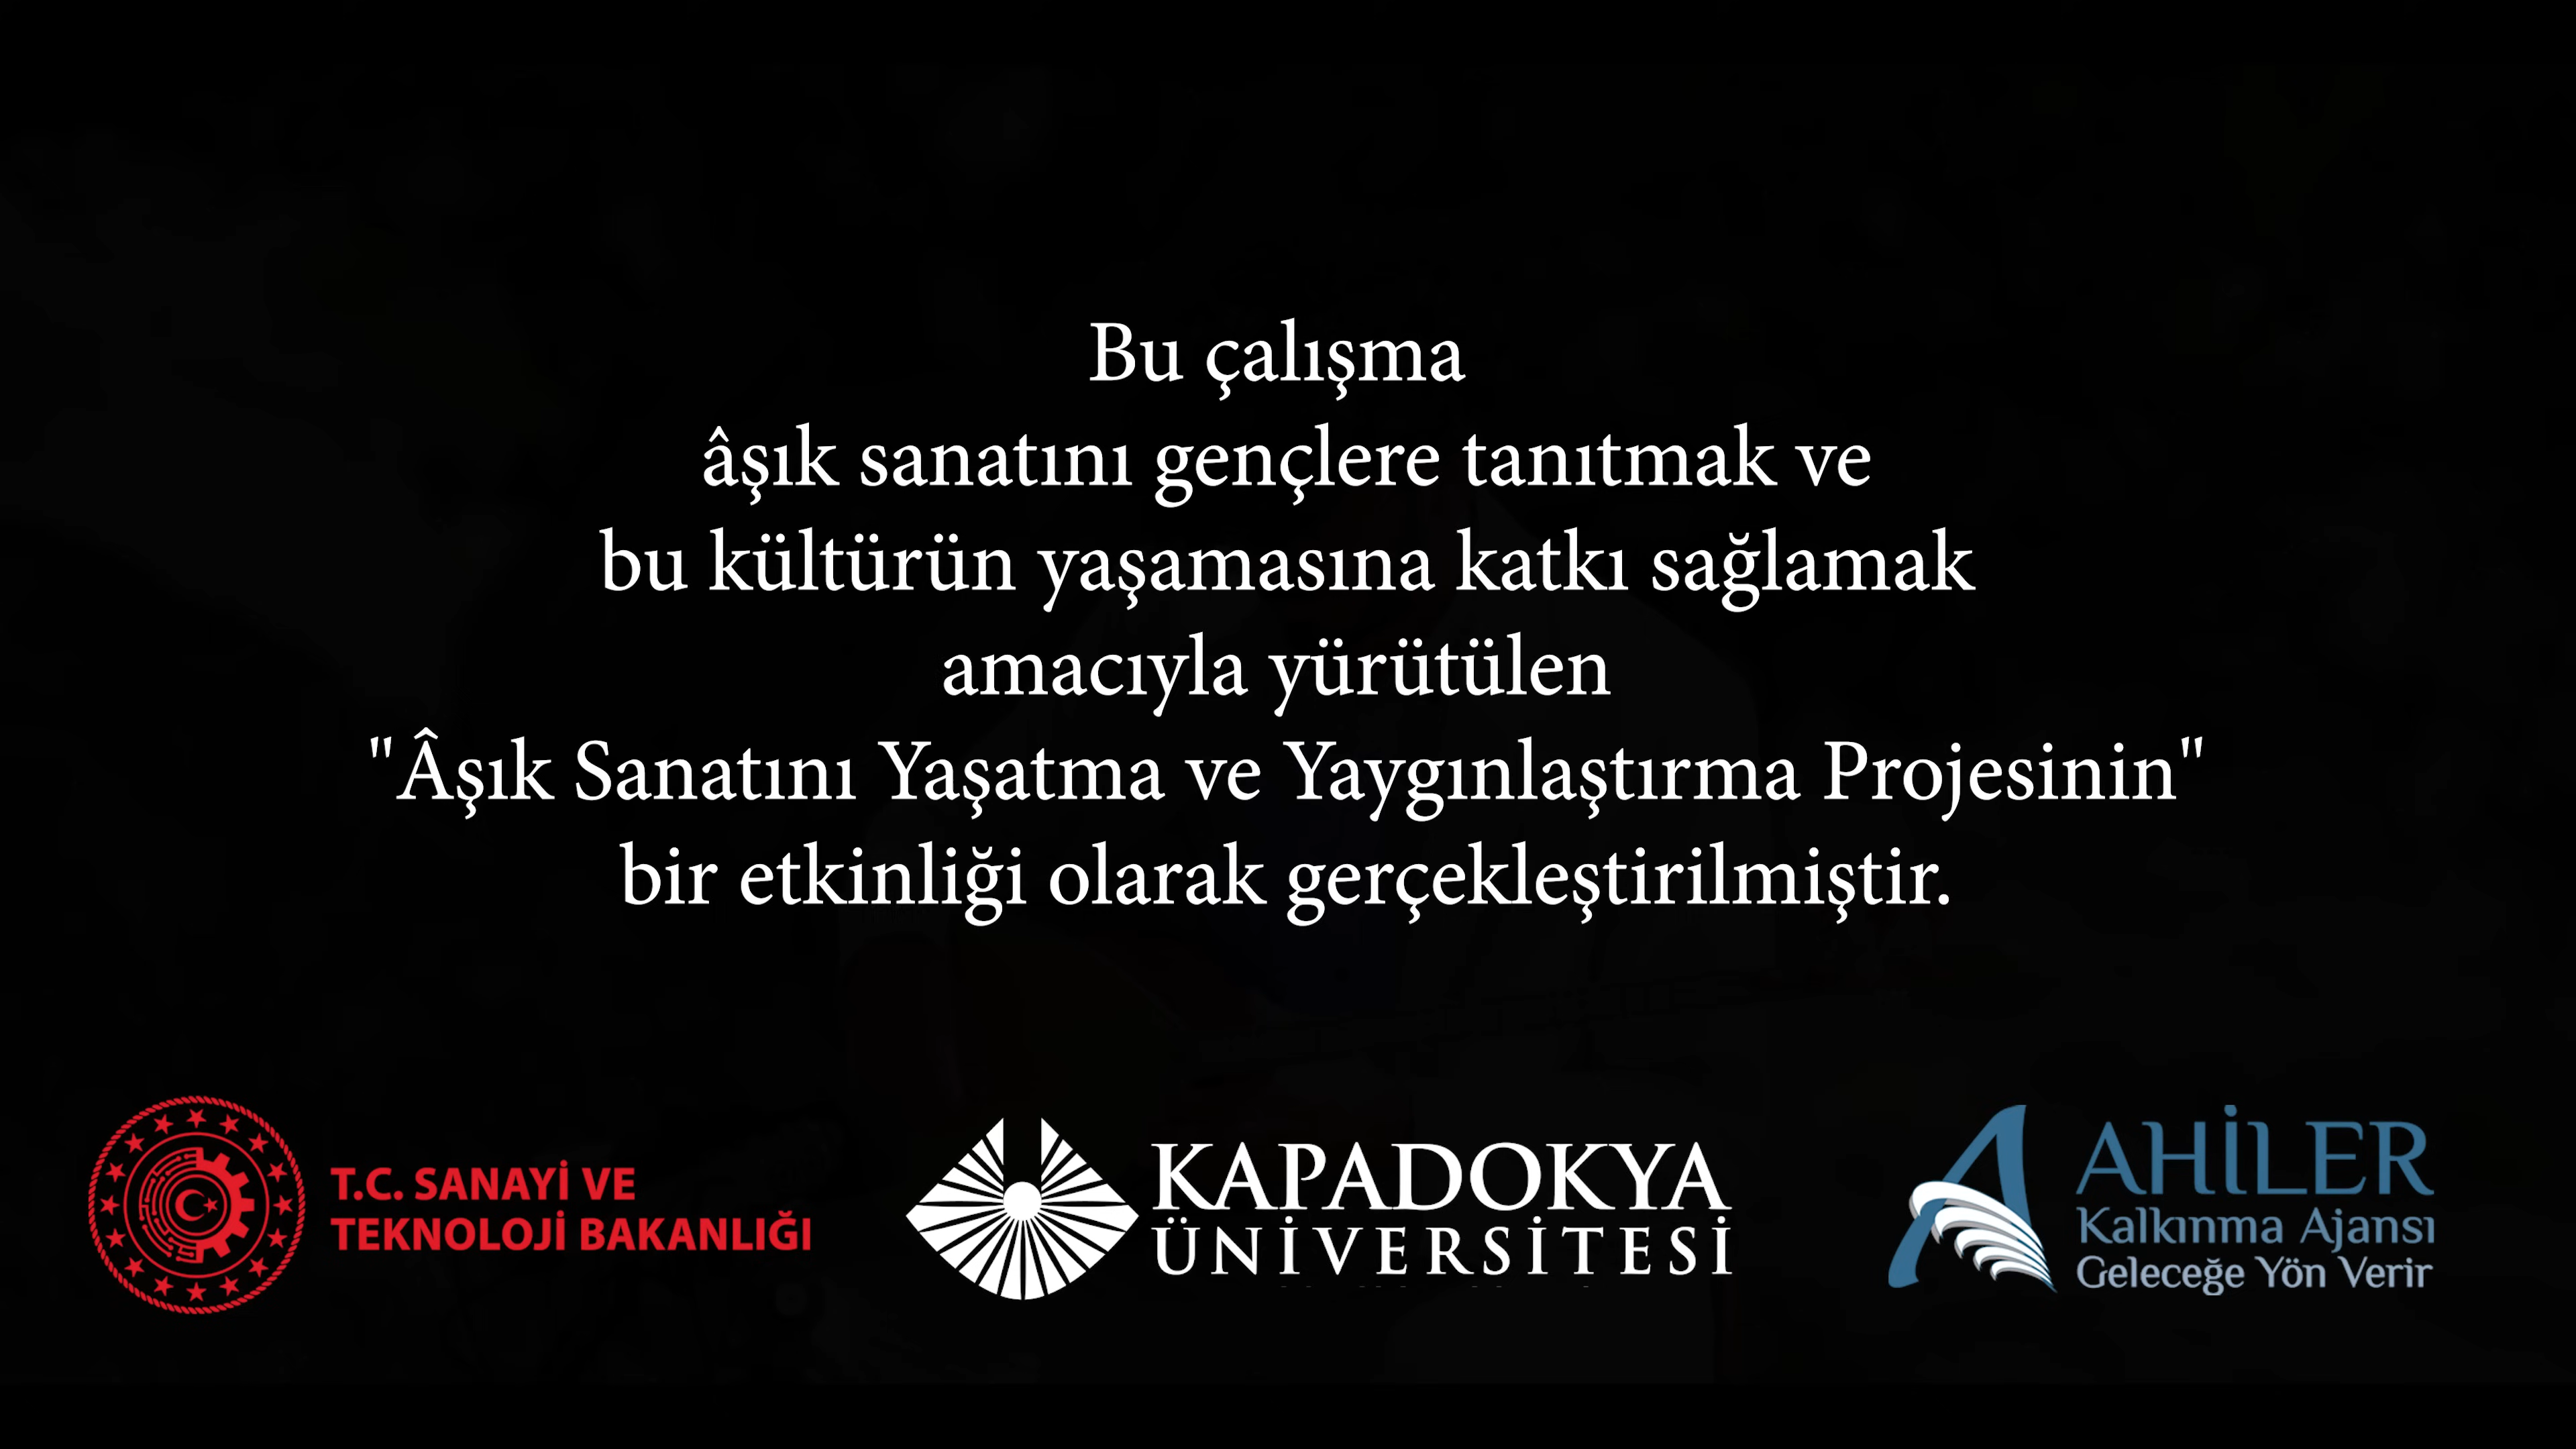 Bu çalışma
âşık sanatını gençlere tanıtmak ve
bu kültürün yaşamasına katkı sağlamak
amacıyla yürütülen
"Âşık Sanatını Yaşatma ve Yaygınlaştırma Projesinin"
bir etkinliği olarak gerçekleştirilmiştir.
T.C. SANAYİ VE
TEKNOLOJİ BAKANLIĞI
KAPADOKYA
ÜNİVERSİTESİ
AHİLER
Kalkınma Ajansı
Geleceğe Yön Verir